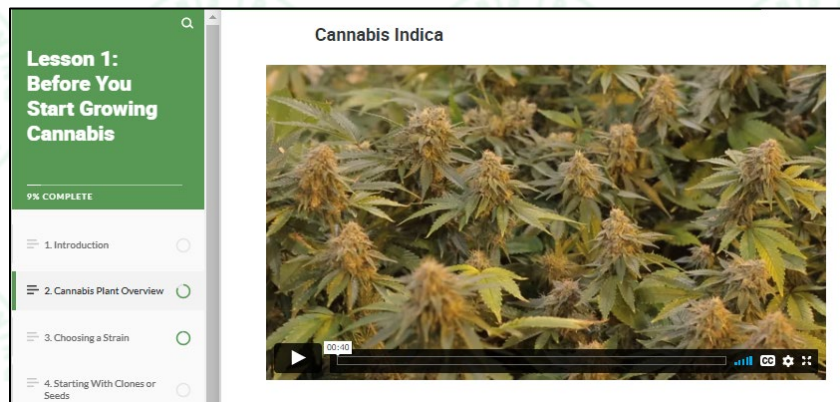 Lesson 1:
Before You
Start Growing
Cannabis
9% COMPLETE
1. Introduction
2. Cannabis Plant Overview
3. Choosing a Strain
4. Starting With Clones or
Seeds
Cannabis Indica
00:40
CC